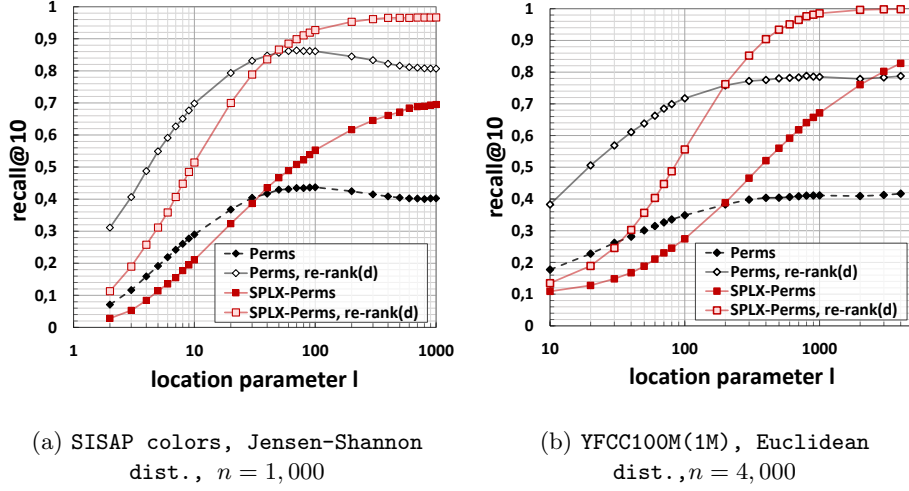 recall@10
1
0,9
0,8
0,7
0,6
0,5
0,4
0,3
0,2
0,1
0
Perms
Perms, re-rank(d)
SPLX-Perms
SPLX-Perms, re-rank(d)
1 10 100 1000
location parameter l
(a) SISAP colors, Jensen-Shannon
dist., n = 1,000
recall@10
1
0,9
0,8
0,7
0,6
0,5
0,4
0,3
0,2
0,1
0
Perms
Perms, re-rank(d)
SPLX-Perms
SPLX-Perms, re-rank(d)
10 100 1000
location parameter l
(b) YFCC100M(1M), Euclidean
dist.,n = 4,000